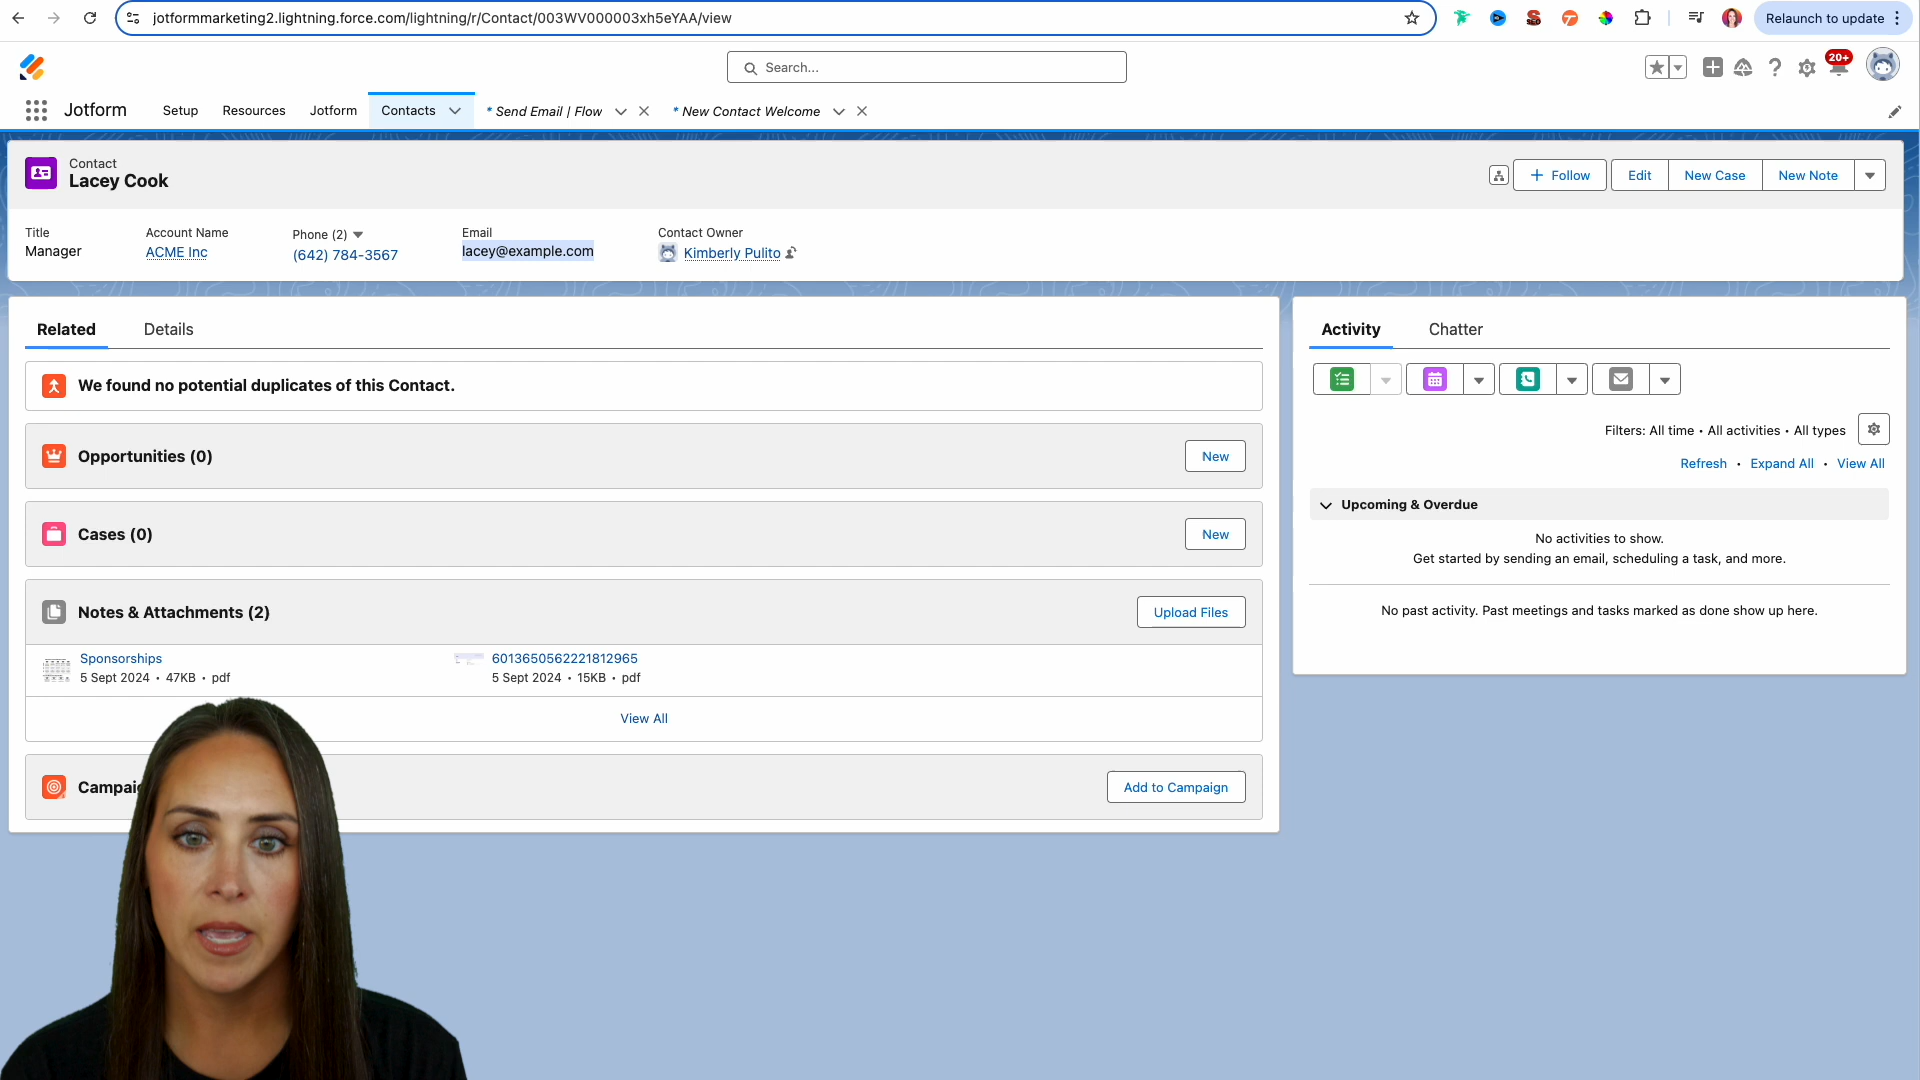 jotformmarketing2.lightning.force.com/lightning/r/Contact/003WV000003xh5eYAA/view
SEO
Relaunch to update
Search...
20+
Jotform
Setup
Resources
Jotform
Contacts
* Send Email | Flow
* New Contact Welcome
Contact
Lacey Cook
+ Follow
Edit
New Case
New Note
Title
Manager
Account Name
ACME Inc
Phone (2)
(642) 784-3567
Email
lacey@example.com
Contact Owner
Kimberly Pulito
Related
Details
We found no potential duplicates of this Contact.
Opportunities (0)
New
Cases (0)
New
Notes & Attachments (2)
Upload Files
Sponsorships
5 Sept 2024 • 47KB • pdf
6013650562221812965
5 Sept 2024 • 15KB • pdf
View All
Campai
Add to Campaign
Activity
Chatter
Filters: All time • All activities • All types
Refresh • Expand All • View All
Upcoming & Overdue
No activities to show.
Get started by sending an email, scheduling a task, and more.
No past activity. Past meetings and tasks marked as done show up here.